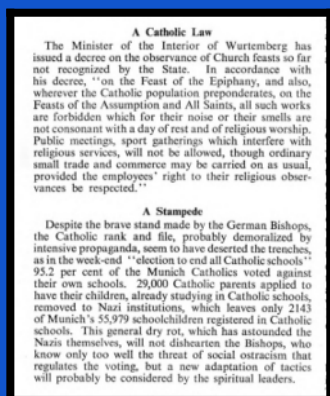 A Catholic Law
The Minister of the Interior of Wurtemberg has
issued a decree on the observance of Church feasts so far
not recognized by the State. In accordance with
his decree, "on the Feast of the Epiphany, and also,
wherever the Catholic population preponderates, on the
Feasts of the Assumption and All Saints, all such works
are forbidden which for their noise or their smells are
not consonant with a day of rest and of religious worship.
Public meetings, sport gatherings which interfere with
religious services, will not be allowed, though ordinary
small trade and commerce may be carried on as usual,
provided the employees' right to their religious obser-
vances be respected."
A Stampede
Despite the brave stand made by the German Bishops,
the Catholic rank and file, probably demoralized by
intensive propaganda, seem to have deserted the trenches,
as in the week-end "election to end all Catholic schools"
95.2 per cent of the Munich Catholics voted against
their own schools. 29,000 Catholic parents applied to
have their children, already studying in Catholic schools,
removed to Nazi institutions, which leaves only 2143
of Munich's 55,979 schoolchildren registered in Catholic
schools. This general dry rot, which has astounded the
Nazis themselves, will not dishearten the Bishops, who
know only too well the threat of social ostracism that
regulates the voting, but a new adaptation of tactics
will probably be considered by the spiritual leaders.